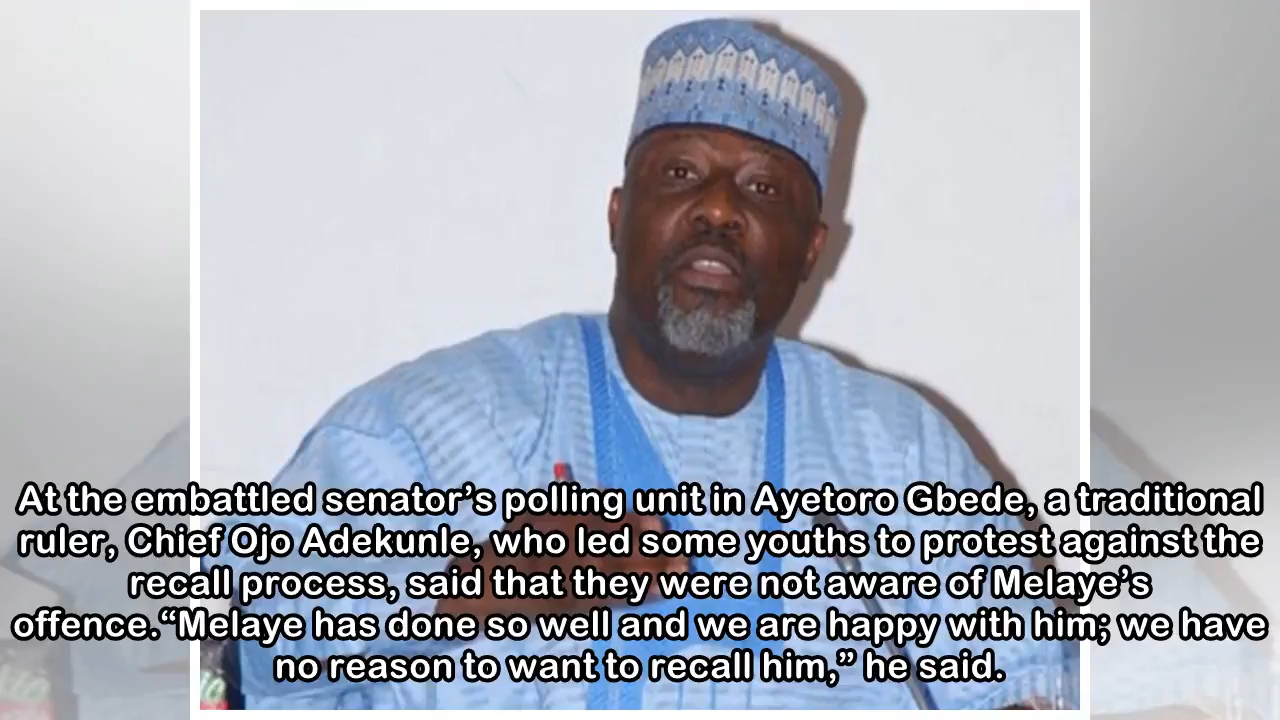 At the embattled senator’s polling unit in Ayetoro Gbede, a traditional
ruler, Chief Ojo Adekunle, who led some youths to protest against the
recall process, said that they were not aware of Melaye’s
offence.“Melaye has done so well and we are happy with him; we have
no reason to want to recall him,” he said.